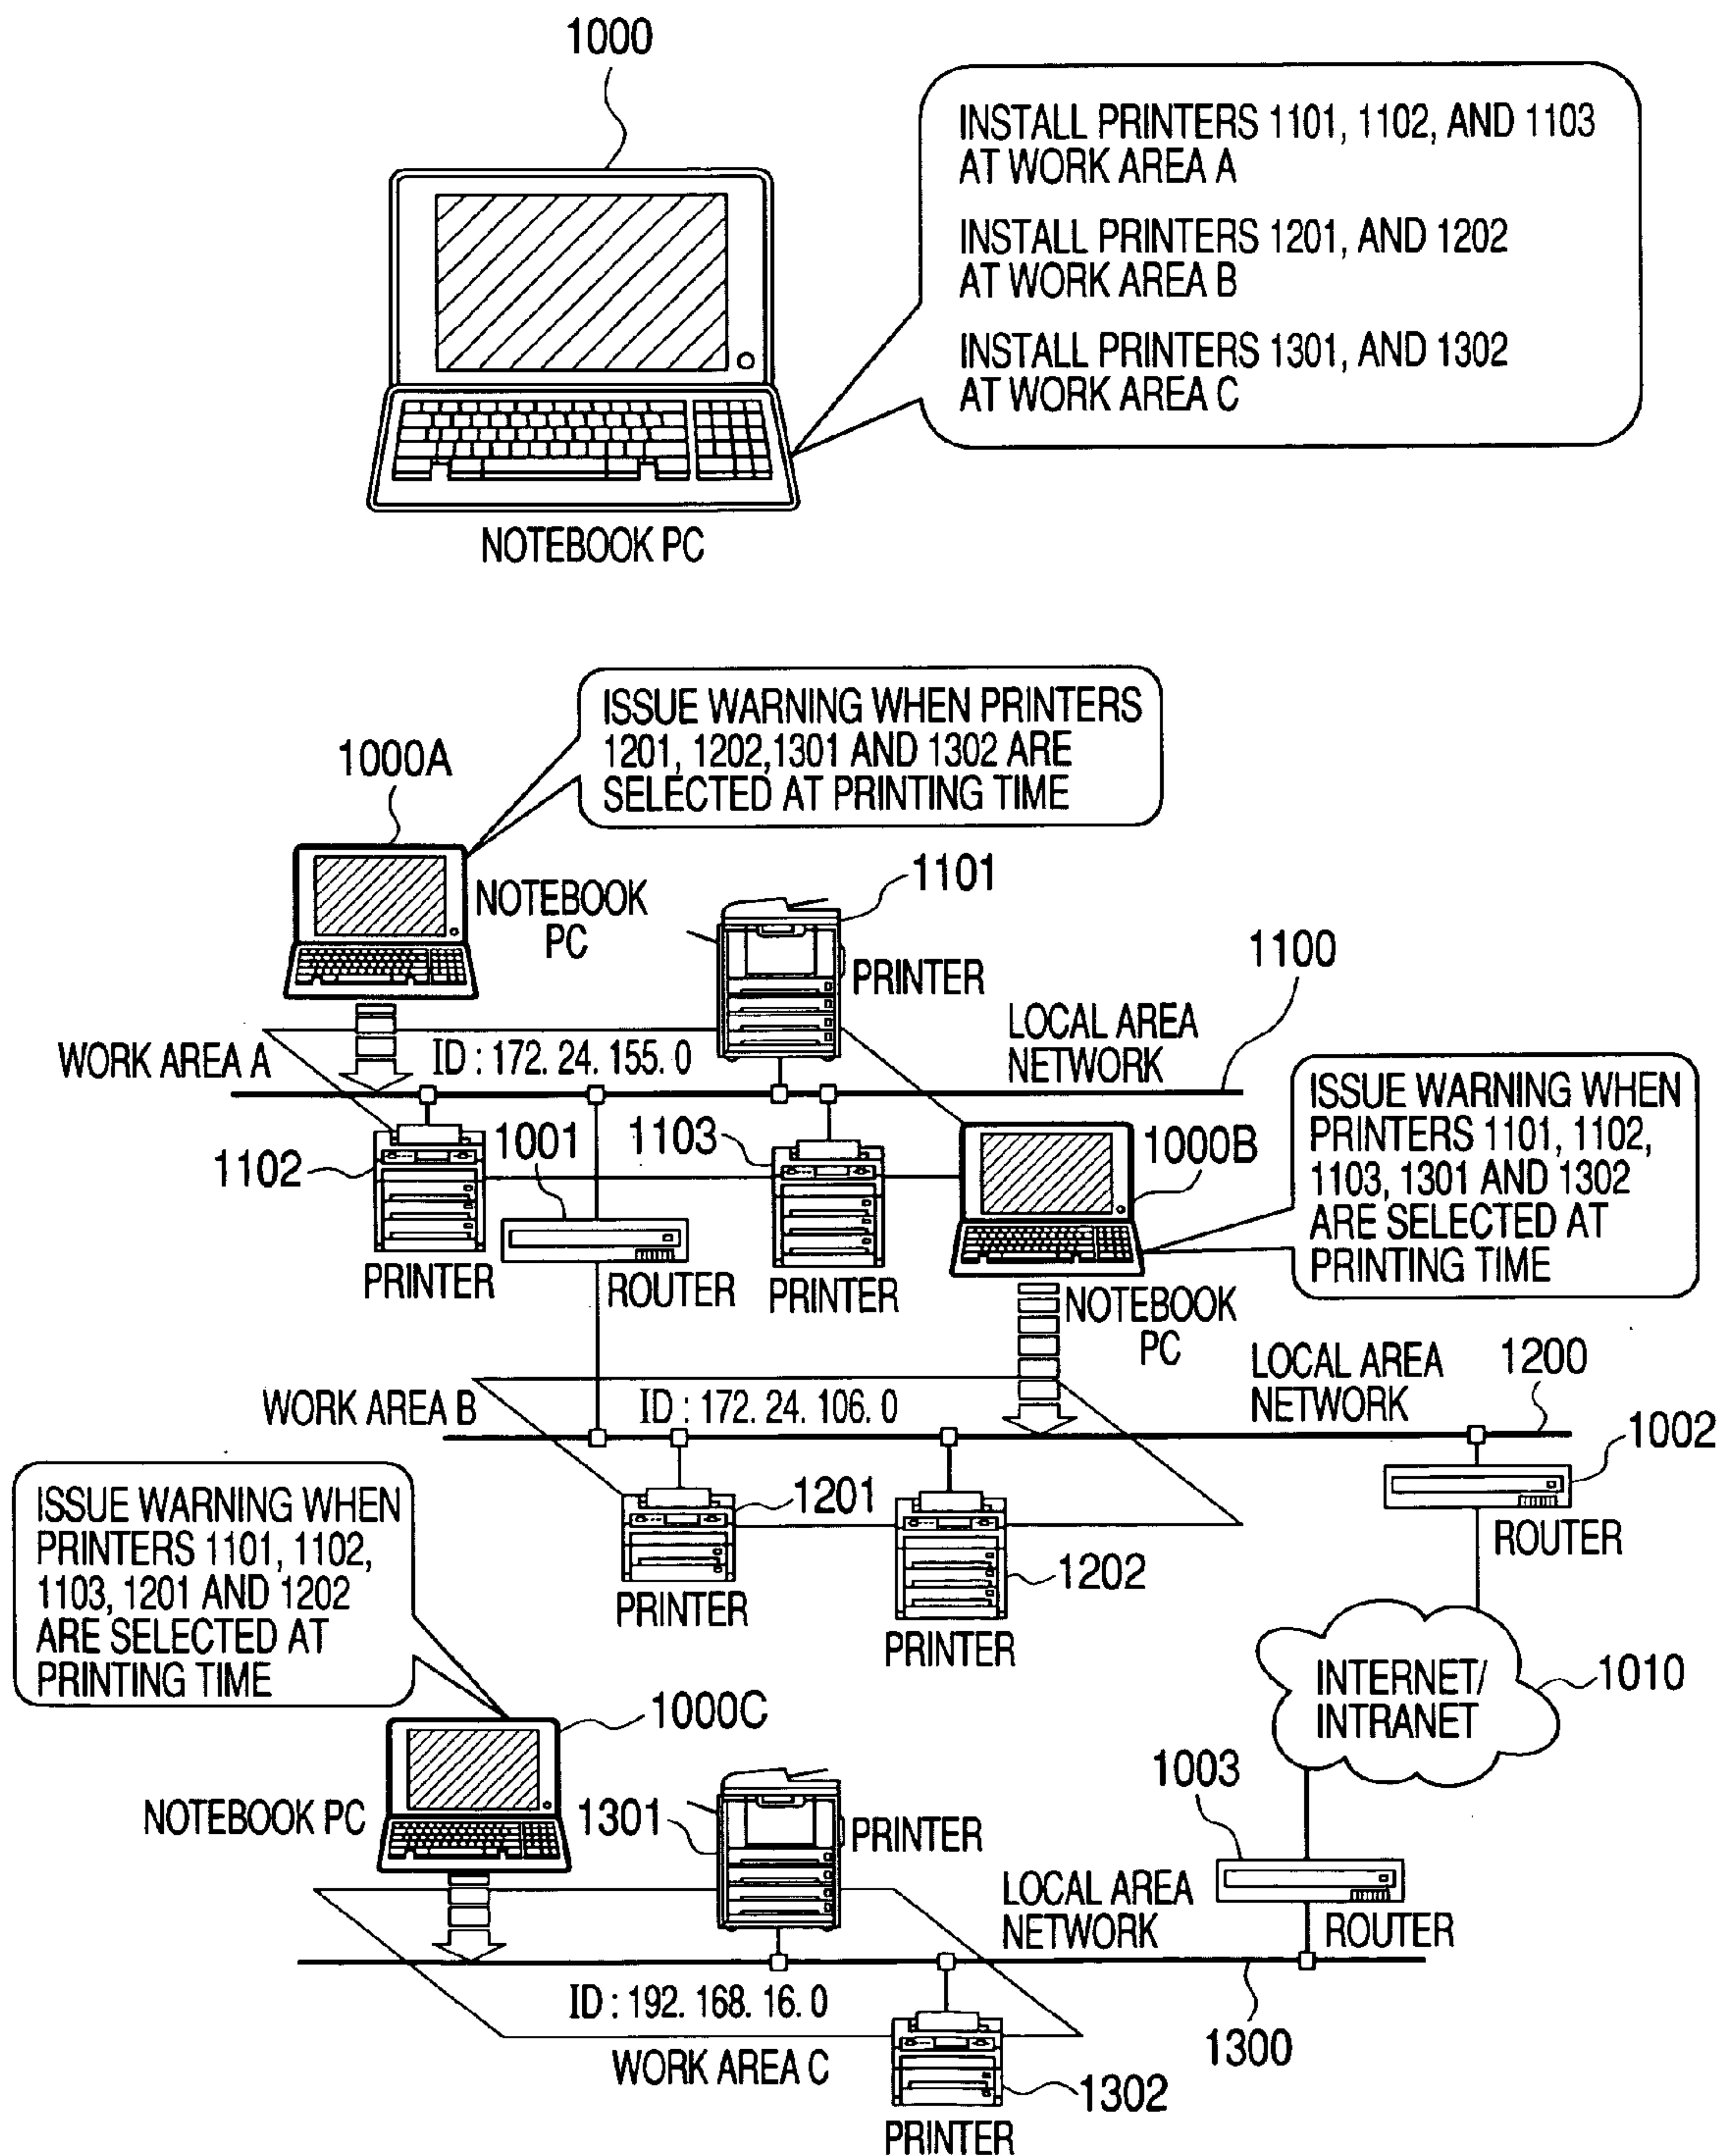 1000
INSTALL PRINTERS 1101, 1102, AND 1103
AT WORK AREA A
INSTALL PRINTERS 1201, AND 1202
AT WORK AREA B
INSTALL PRINTERS 1301, AND 1302
AT WORK AREA C
NOTEBOOK PC
ISSUE WARNING WHEN PRINTERS
1201, 1202,1301 AND 1302 ARE
SELECTED AT PRINTING TIME
1000A
NOTEBOOK
PC
1101
PRINTER
1100
LOCAL AREA
NETWORK
WORK AREA A
ID : 172. 24. 155. 0
ISSUE WARNING WHEN
PRINTERS 1101, 1102,
1103, 1301 AND 1302
ARE SELECTED AT
PRINTING TIME
1102
1001
1103
1000B
PRINTER
ROUTER
PRINTER
NOTEBOOK
PC
LOCAL AREA
NETWORK
1200
WORK AREA B
ID : 172. 24. 106. 0
1002
ROUTER
ISSUE WARNING WHEN
PRINTERS 1101, 1102,
1103, 1201 AND 1202
ARE SELECTED AT
PRINTING TIME
1201
PRINTER
1202
PRINTER
INTERNET/
INTRANET
1010
1000C
NOTEBOOK PC
1301
PRINTER
1003
LOCAL AREA
NETWORK
ROUTER
ID : 192. 168. 16. 0
WORK AREA C
1300
1302
PRINTER